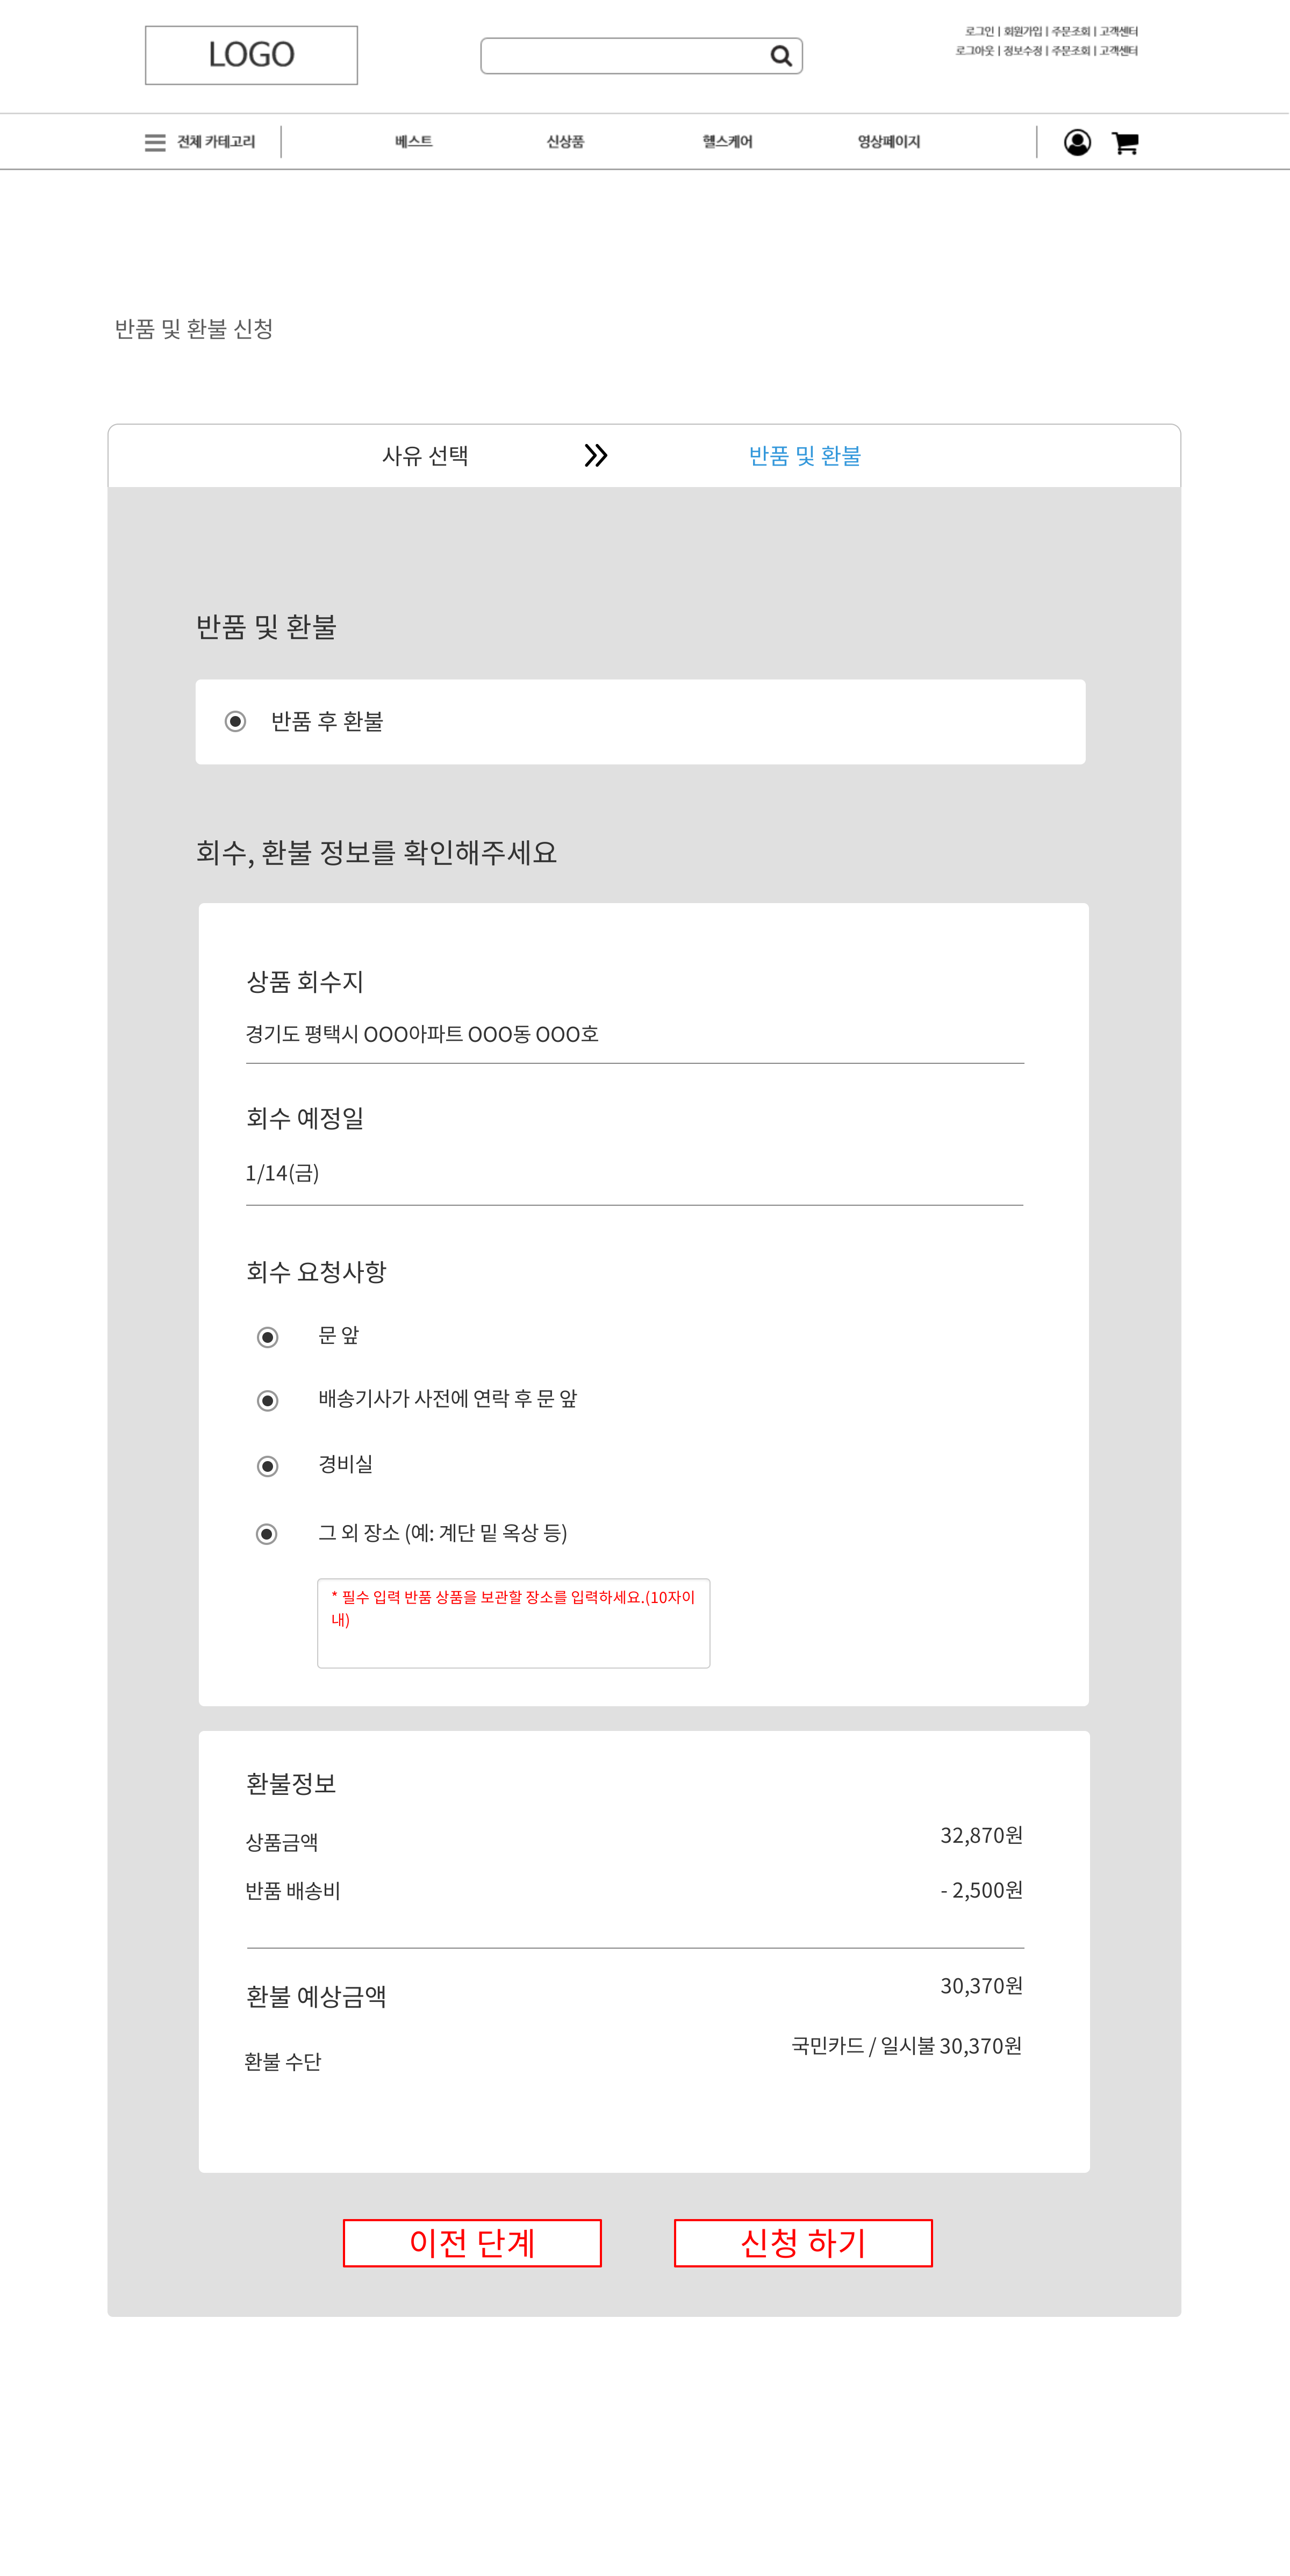 LOGO
로그인 | 회원가입 | 주문조회 | 고객센터
로그아웃 | 정보수정 | 주문조회 | 고객센터
전체 카테고리
베스트
신상품
헬스케어
영상페이지
반품 및 환불 신청
사유 선택
반품 및 환불
반품 및 환불
반품 후 환불
회수, 환불 정보를 확인해주세요
상품 회수지
경기도 평택시 OOO아파트 OOO동 OOO호
회수 예정일
1/14(금)
회수 요청사항
문 앞
배송기사가 사전에 연락 후 문 앞
경비실
그 외 장소 (예: 계단 밑 옥상 등)
* 필수 입력 반품 상품을 보관할 장소를 입력하세요.(10자이
내)
환불정보
상품금액
32,870원
반품 배송비
- 2,500원
환불 예상금액
30,370원
환불 수단
국민카드 / 일시불 30,370원
이전 단계
신청 하기